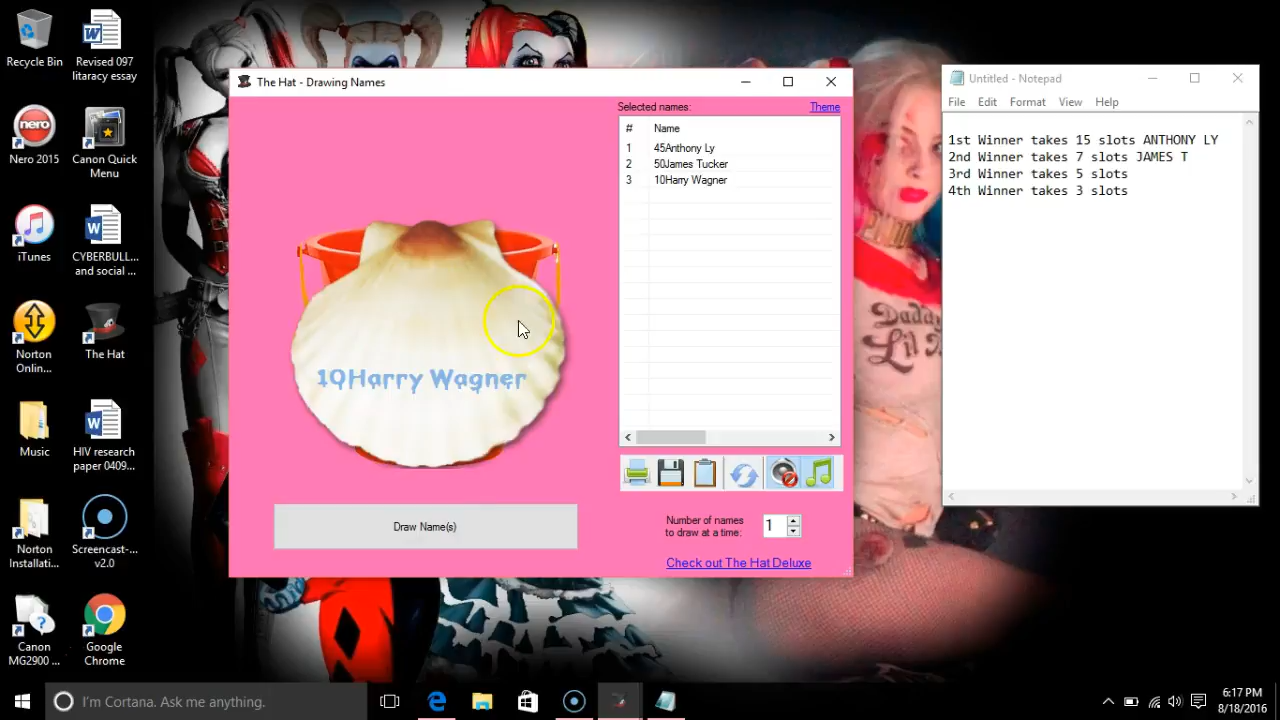 Recycle Bin
Revised 097
litaracy essay
Nero 2015
Canon Quick
Menu
iTunes
CYBERBULL...
and social ...
Norton
Onlin...
The Hat
Music
HIV research
paper 0409...
Norton
Installati...
Screencast-...
v2.0
Canon
MG2900 ...
Google
Chrome
The Hat - Drawing Names
Selected names:
Theme
# Name
1 45Anthony Ly
2 50James Tucker
3 10Harry Wagner
10Harry Wagner
Draw Name(s)
Number of names
to draw at a time:
1
Check out The Hat Deluxe
Untitled - Notepad
File Edit Format View Help
1st Winner takes 15 slots ANTHONY LY
2nd Winner takes 7 slots JAMES T
3rd Winner takes 5 slots
4th Winner takes 3 slots
Daddy
Lil
I'm Cortana. Ask me anything.
6:17 PM
8/18/2016